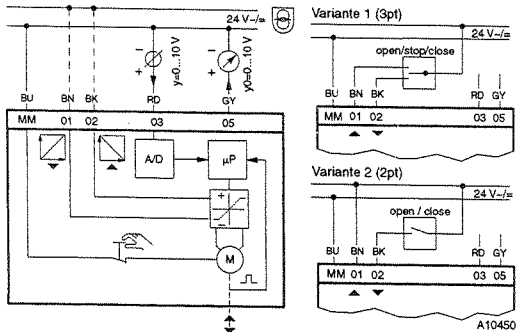 24 V~/=
y=0...10 V
y0=0...10 V
BU BN BK RD GY
MM 01 02 03 05
A/D
µP
M
Variante 1 (3pt)
24 V~/=
open/stop/close
BU BN BK RD GY
MM 01 02 03 05
Variante 2 (2pt)
24 V~/=
open / close
BU BN BK RD GY
MM 01 02 03 05
A10450